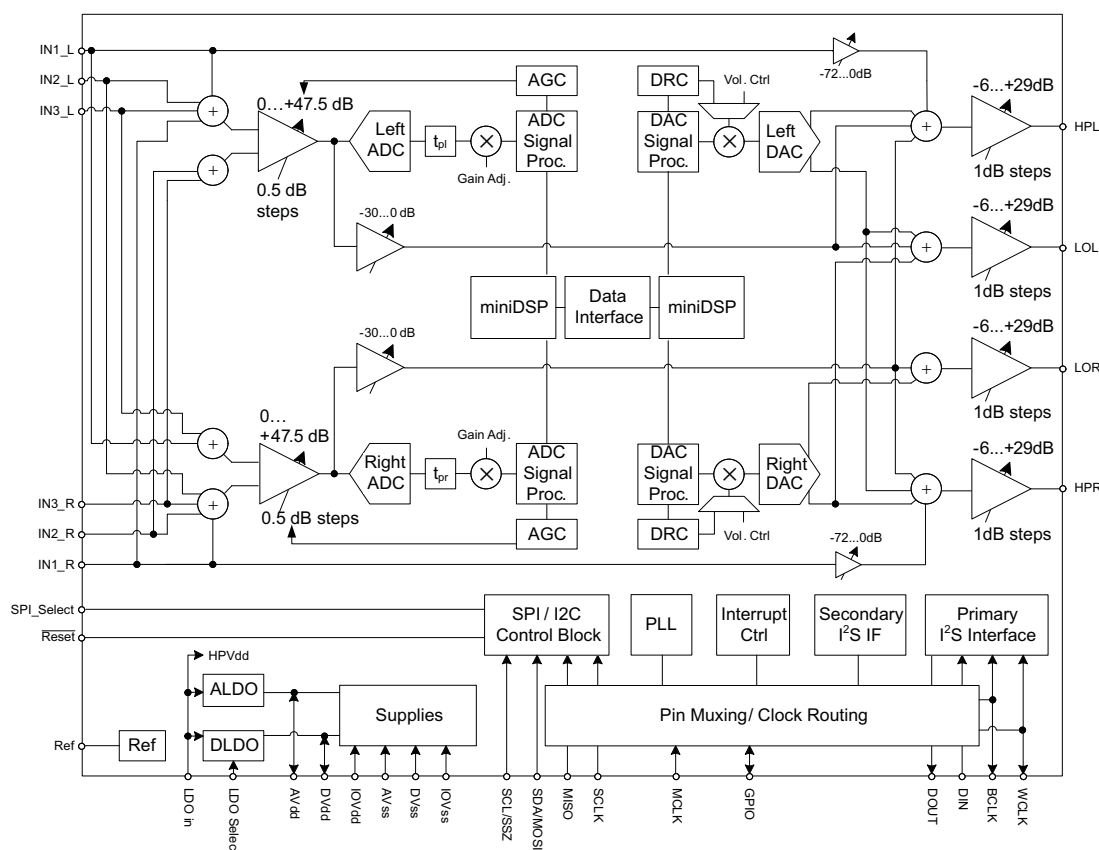 IN1_L
IN2_L
IN3_L
-72...0dB
AGC
DRC
Vol. Ctrl
-6...+29dB
0…+47.5 dB
Left
ADC
tpl
ADC
Signal
Proc.
DAC
Signal
Proc.
Left
DAC
HPL
Gain Adj.
0.5 dB
steps
1dB steps
-30...0 dB
-6...+29dB
LOL
1dB steps
miniDSP
Data
Interface
miniDSP
-30...0 dB
-6...+29dB
LOR
1dB steps
0…
+47.5 dB
Gain Adj.
Right
ADC
tpr
ADC
Signal
Proc.
DAC
Signal
Proc.
Right
DAC
-6...+29dB
HPR
1dB steps
0.5 dB steps
AGC
DRC
Vol. Ctrl
-72...0dB
IN3_R
IN2_R
IN1_R
SPI_Select
Reset
SPI / I2C
Control Block
PLL
Interrupt
Ctrl
Secondary
I²S IF
Primary
I²S Interface
HPVdd
ALDO
DLDO
Supplies
Pin Muxing/ Clock Routing
Ref
Ref
LDO in
LDO Select
AVdd
DVdd
IOVdd
AVss
DVss
IOVss
SCL/SSZ
SDA/MOSI
MISO
SCLK
MCLK
GPIO
DOUT
DIN
BCLK
WCLK